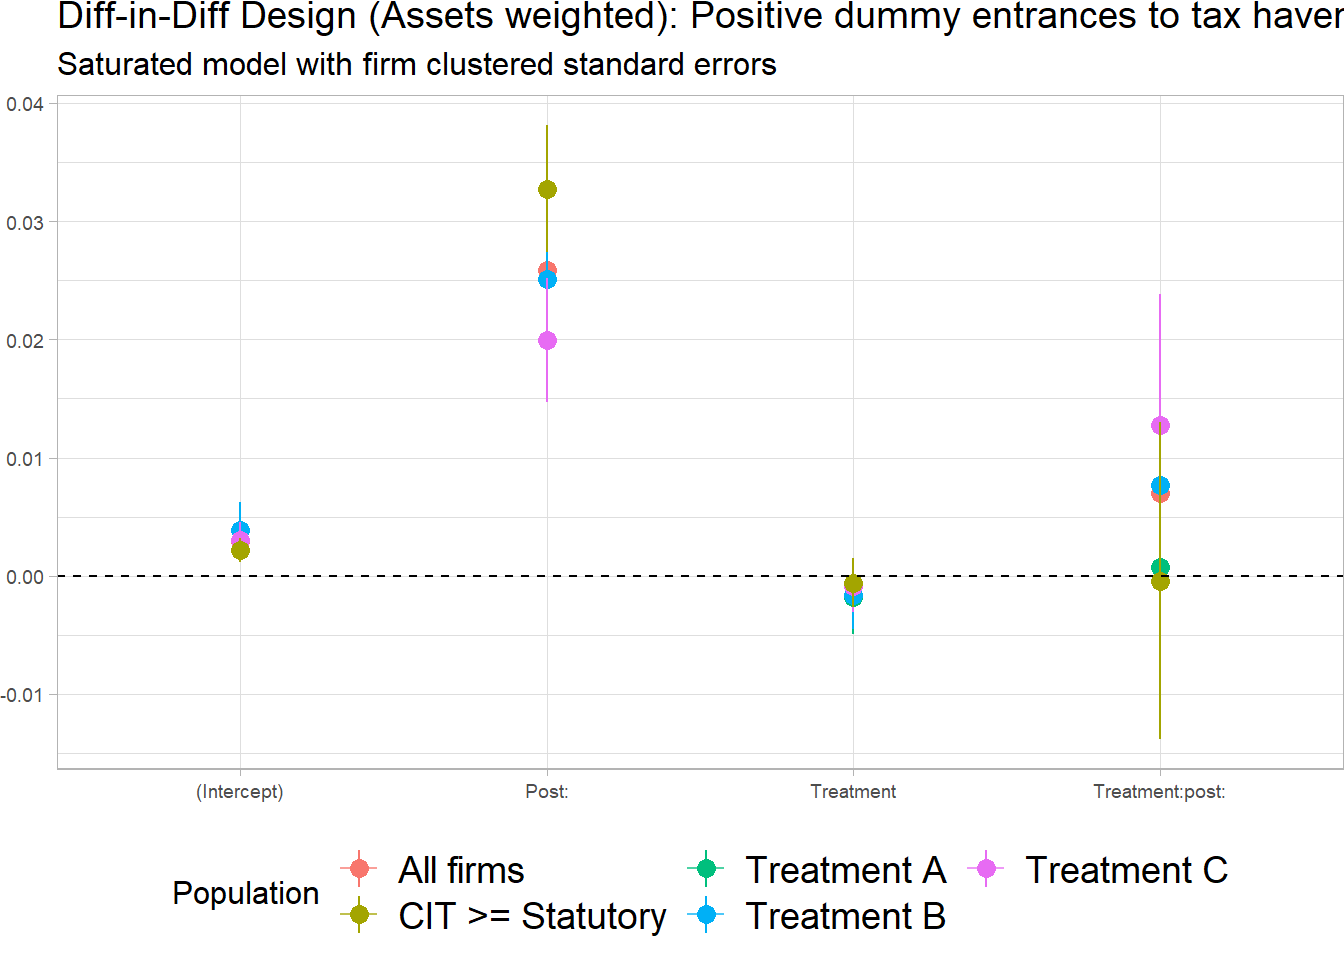 Diff-in-Diff Design (Assets weighted): Positive dummy entrances to tax haver
Saturated model with firm clustered standard errors
0.04
0.03
0.02
0.01
0.00
-0.01
(Intercept) Post: Treatment Treatment:post:
Population
All firms Treatment A Treatment C
CIT >= Statutory Treatment B